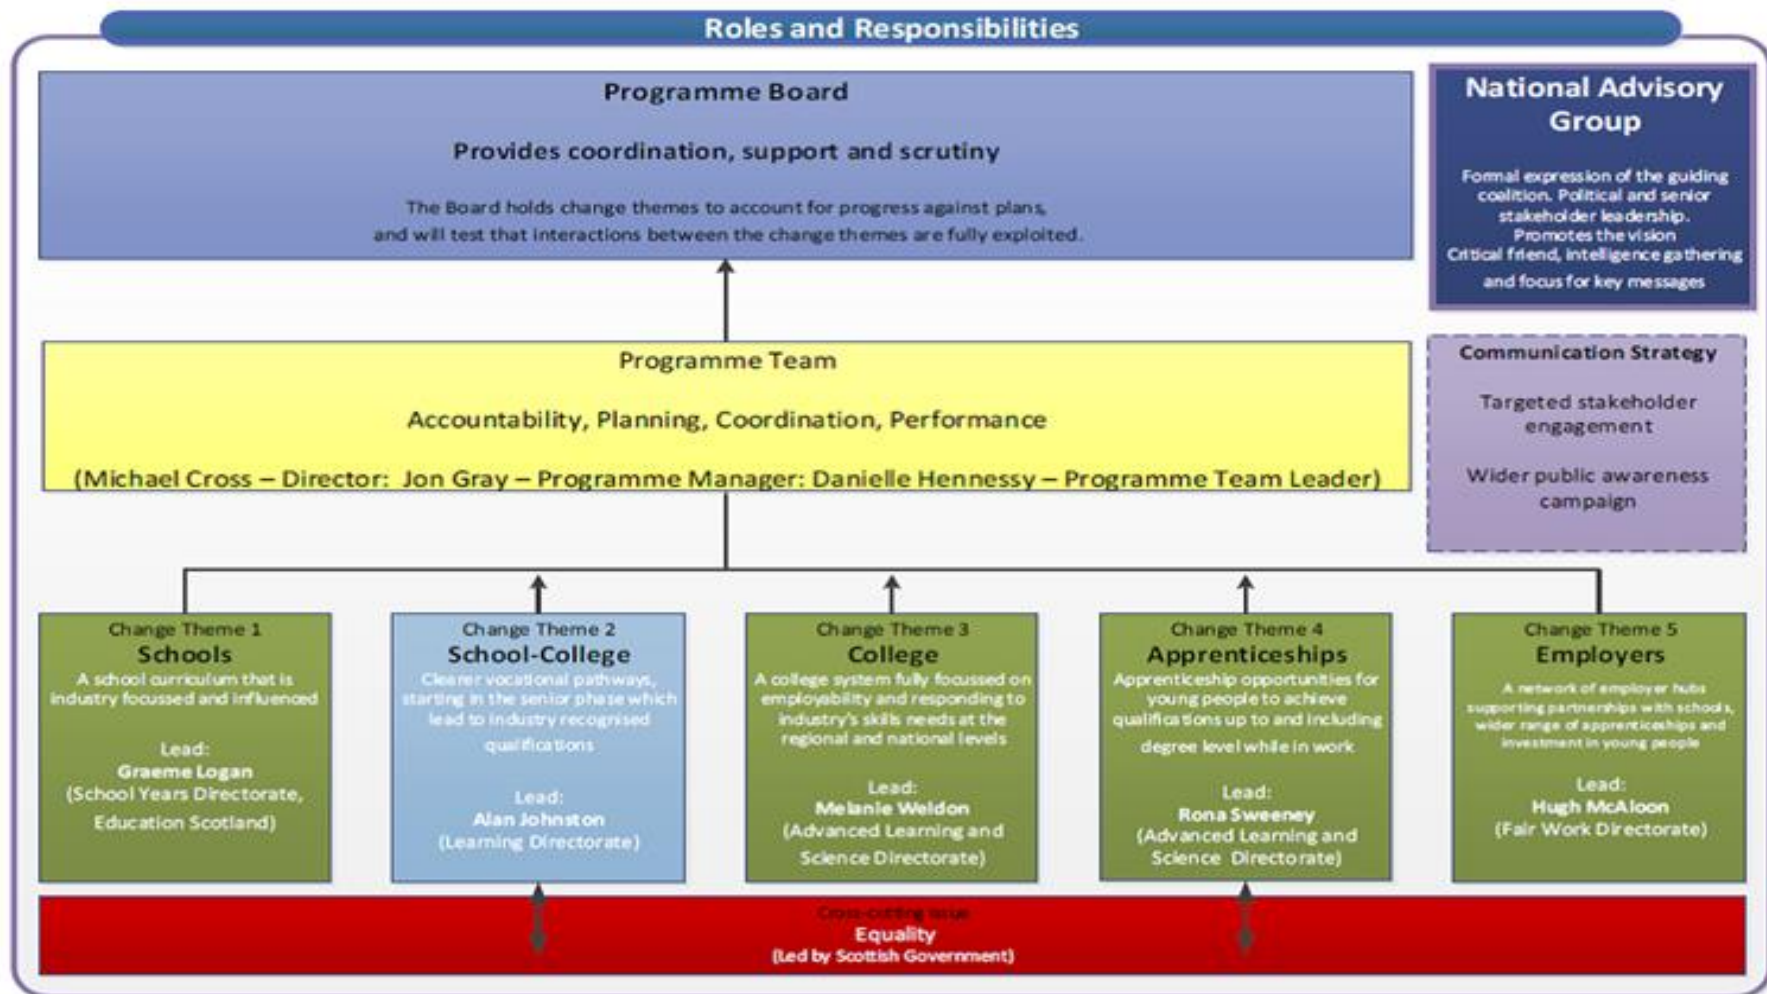 Roles and Responsibilities
Programme Board
Provides coordination, support and scrutiny
The Board holds change themes to account for progress against plans,
and will test that interactions between the change themes are fully exploited.
National Advisory
Group
Formal expression of the guiding
coalition. Political and senior
stakeholder leadership.
Promotes the vision
Critical friend, intelligence gathering
and focus for key messages
Programme Team
Accountability, Planning, Coordination, Performance
(Michael Cross – Director:  Jon Gray – Programme Manager: Danielle Hennessy – Programme Team Leader)
Communication Strategy
Targeted stakeholder
engagement
Wider public awareness
campaign
Change Theme 1
Schools
A school curriculum that is
industry focussed and influenced
Lead:
Graeme Logan
(School Years Directorate,
Education Scotland)
Change Theme 2
School-College
Clearer vocational pathways,
starting in the senior phase which
lead to industry recognised
qualifications
Lead:
Alan Johnston
(Learning Directorate)
Change Theme 3
College
A college system fully focussed on
employability and responding to
industry's skills needs at the
regional and national levels
Lead:
Melanie Weldon
(Advanced Learning and
Science Directorate)
Change Theme 4
Apprenticeships
Apprenticeship opportunities for
young people to achieve
qualifications up to and including
degree level while in work
Lead:
Rona Sweeney
(Advanced Learning and
Science  Directorate)
Change Theme 5
Employers
A network of employer hubs
supporting partnerships with schools,
wider range of apprenticeships and
investment in young people
Lead:
Hugh McAloon
(Fair Work Directorate)
Cross-cutting issue
Equality
(Led by Scottish Government)